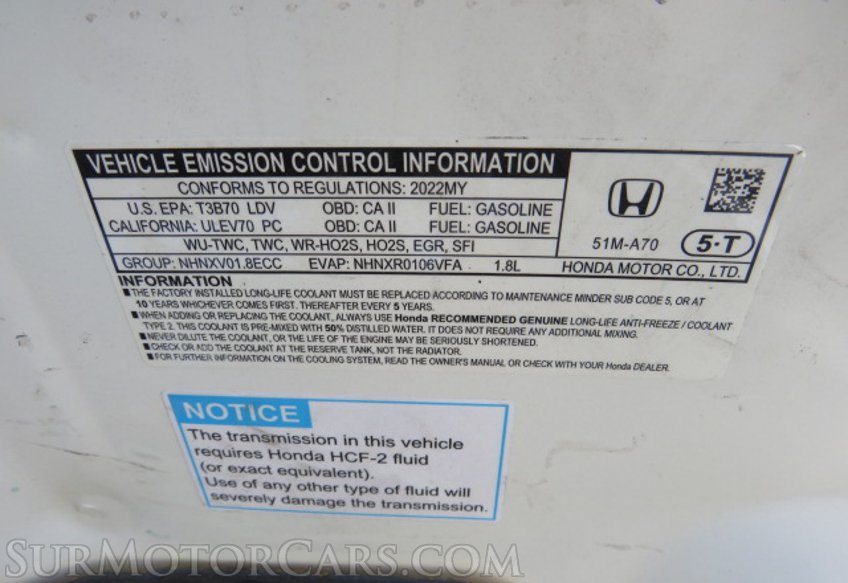 VEHICLE EMISSION CONTROL INFORMATION
CONFORMS TO REGULATIONS: 2022MY
U.S. EPA: T3B70 LDV OBD: CA II FUEL: GASOLINE
CALIFORNIA: ULEV70 PC OBD: CA II FUEL: GASOLINE
WU-TWC, TWC, WR-HO2S, HO2S, EGR, SFI
GROUP: NHNXV01.8ECC EVAP: NHNXR0106VFA 1.8L
51M-A70 5·T
HONDA MOTOR CO., LTD.
INFORMATION
■THE FACTORY INSTALLED LONG-LIFE COOLANT MUST BE REPLACED ACCORDING TO MAINTENANCE MINDER SUB CODE 5, OR AT
10 YEARS WHICHEVER COMES FIRST. THEREAFTER EVERY 5 YEARS.
■WHEN ADDING OR REPLACING THE COOLANT, ALWAYS USE Honda RECOMMENDED GENUINE LONG-LIFE ANTI-FREEZE / COOLANT
TYPE 2. THIS COOLANT IS PRE-MIXED WITH 50% DISTILLED WATER. IT DOES NOT REQUIRE ANY ADDITIONAL MIXING.
■NEVER DILUTE THE COOLANT, OR THE LIFE OF THE ENGINE MAY BE SERIOUSLY SHORTENED.
■CHECK OR ADD THE COOLANT AT THE RESERVE TANK, NOT THE RADIATOR.
■FOR FURTHER INFORMATION ON THE COOLING SYSTEM, READ THE OWNER'S MANUAL OR CHECK WITH YOUR Honda DEALER.
NOTICE
The transmission in this vehicle
requires Honda HCF-2 fluid
(or exact equivalent).
Use of any other type of fluid will
severely damage the transmission.
SURMOTORCARS.COM